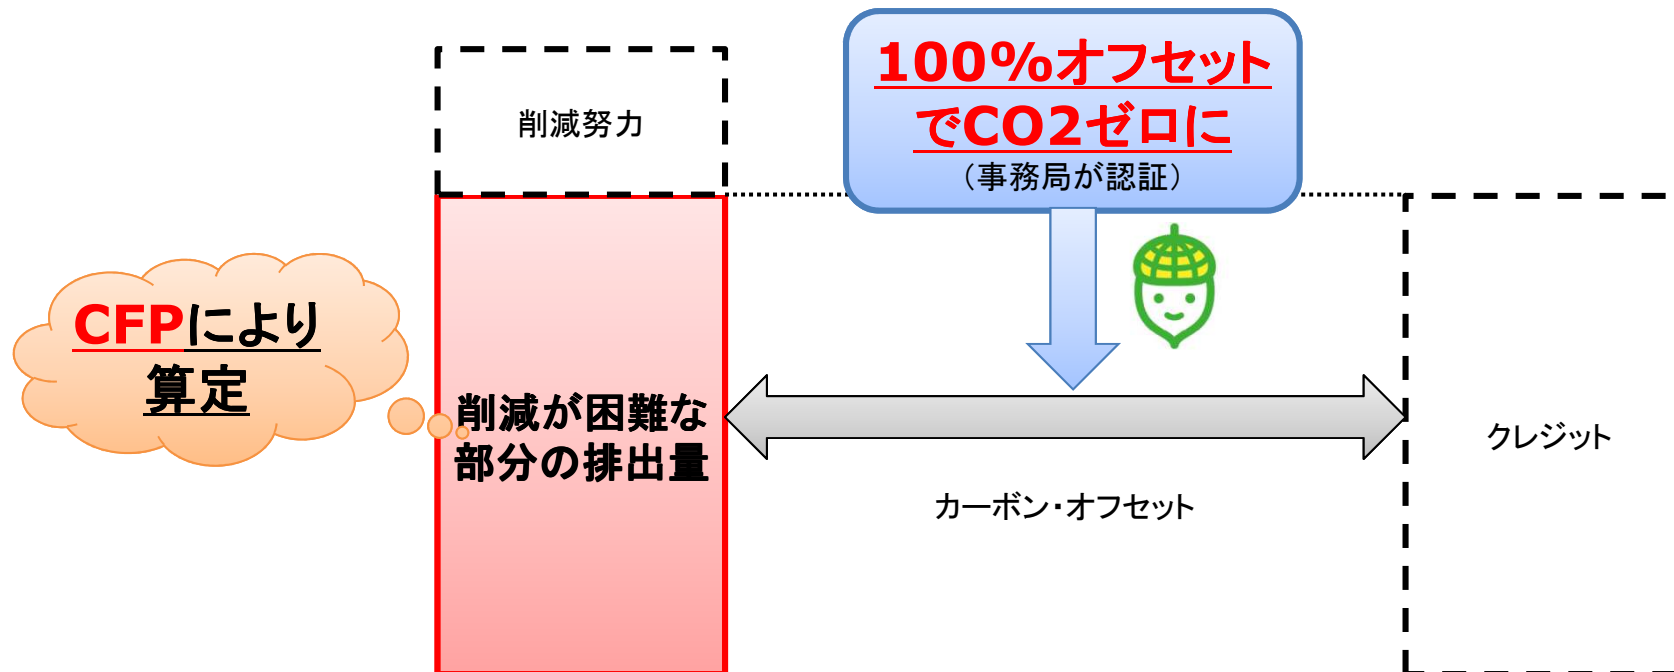 100%オフセット
でCO2ゼロに
(事務局が認証)
削減努力
CFPにより
算定
削減が困難な
部分の排出量
カーボン・オフセット
クレジット